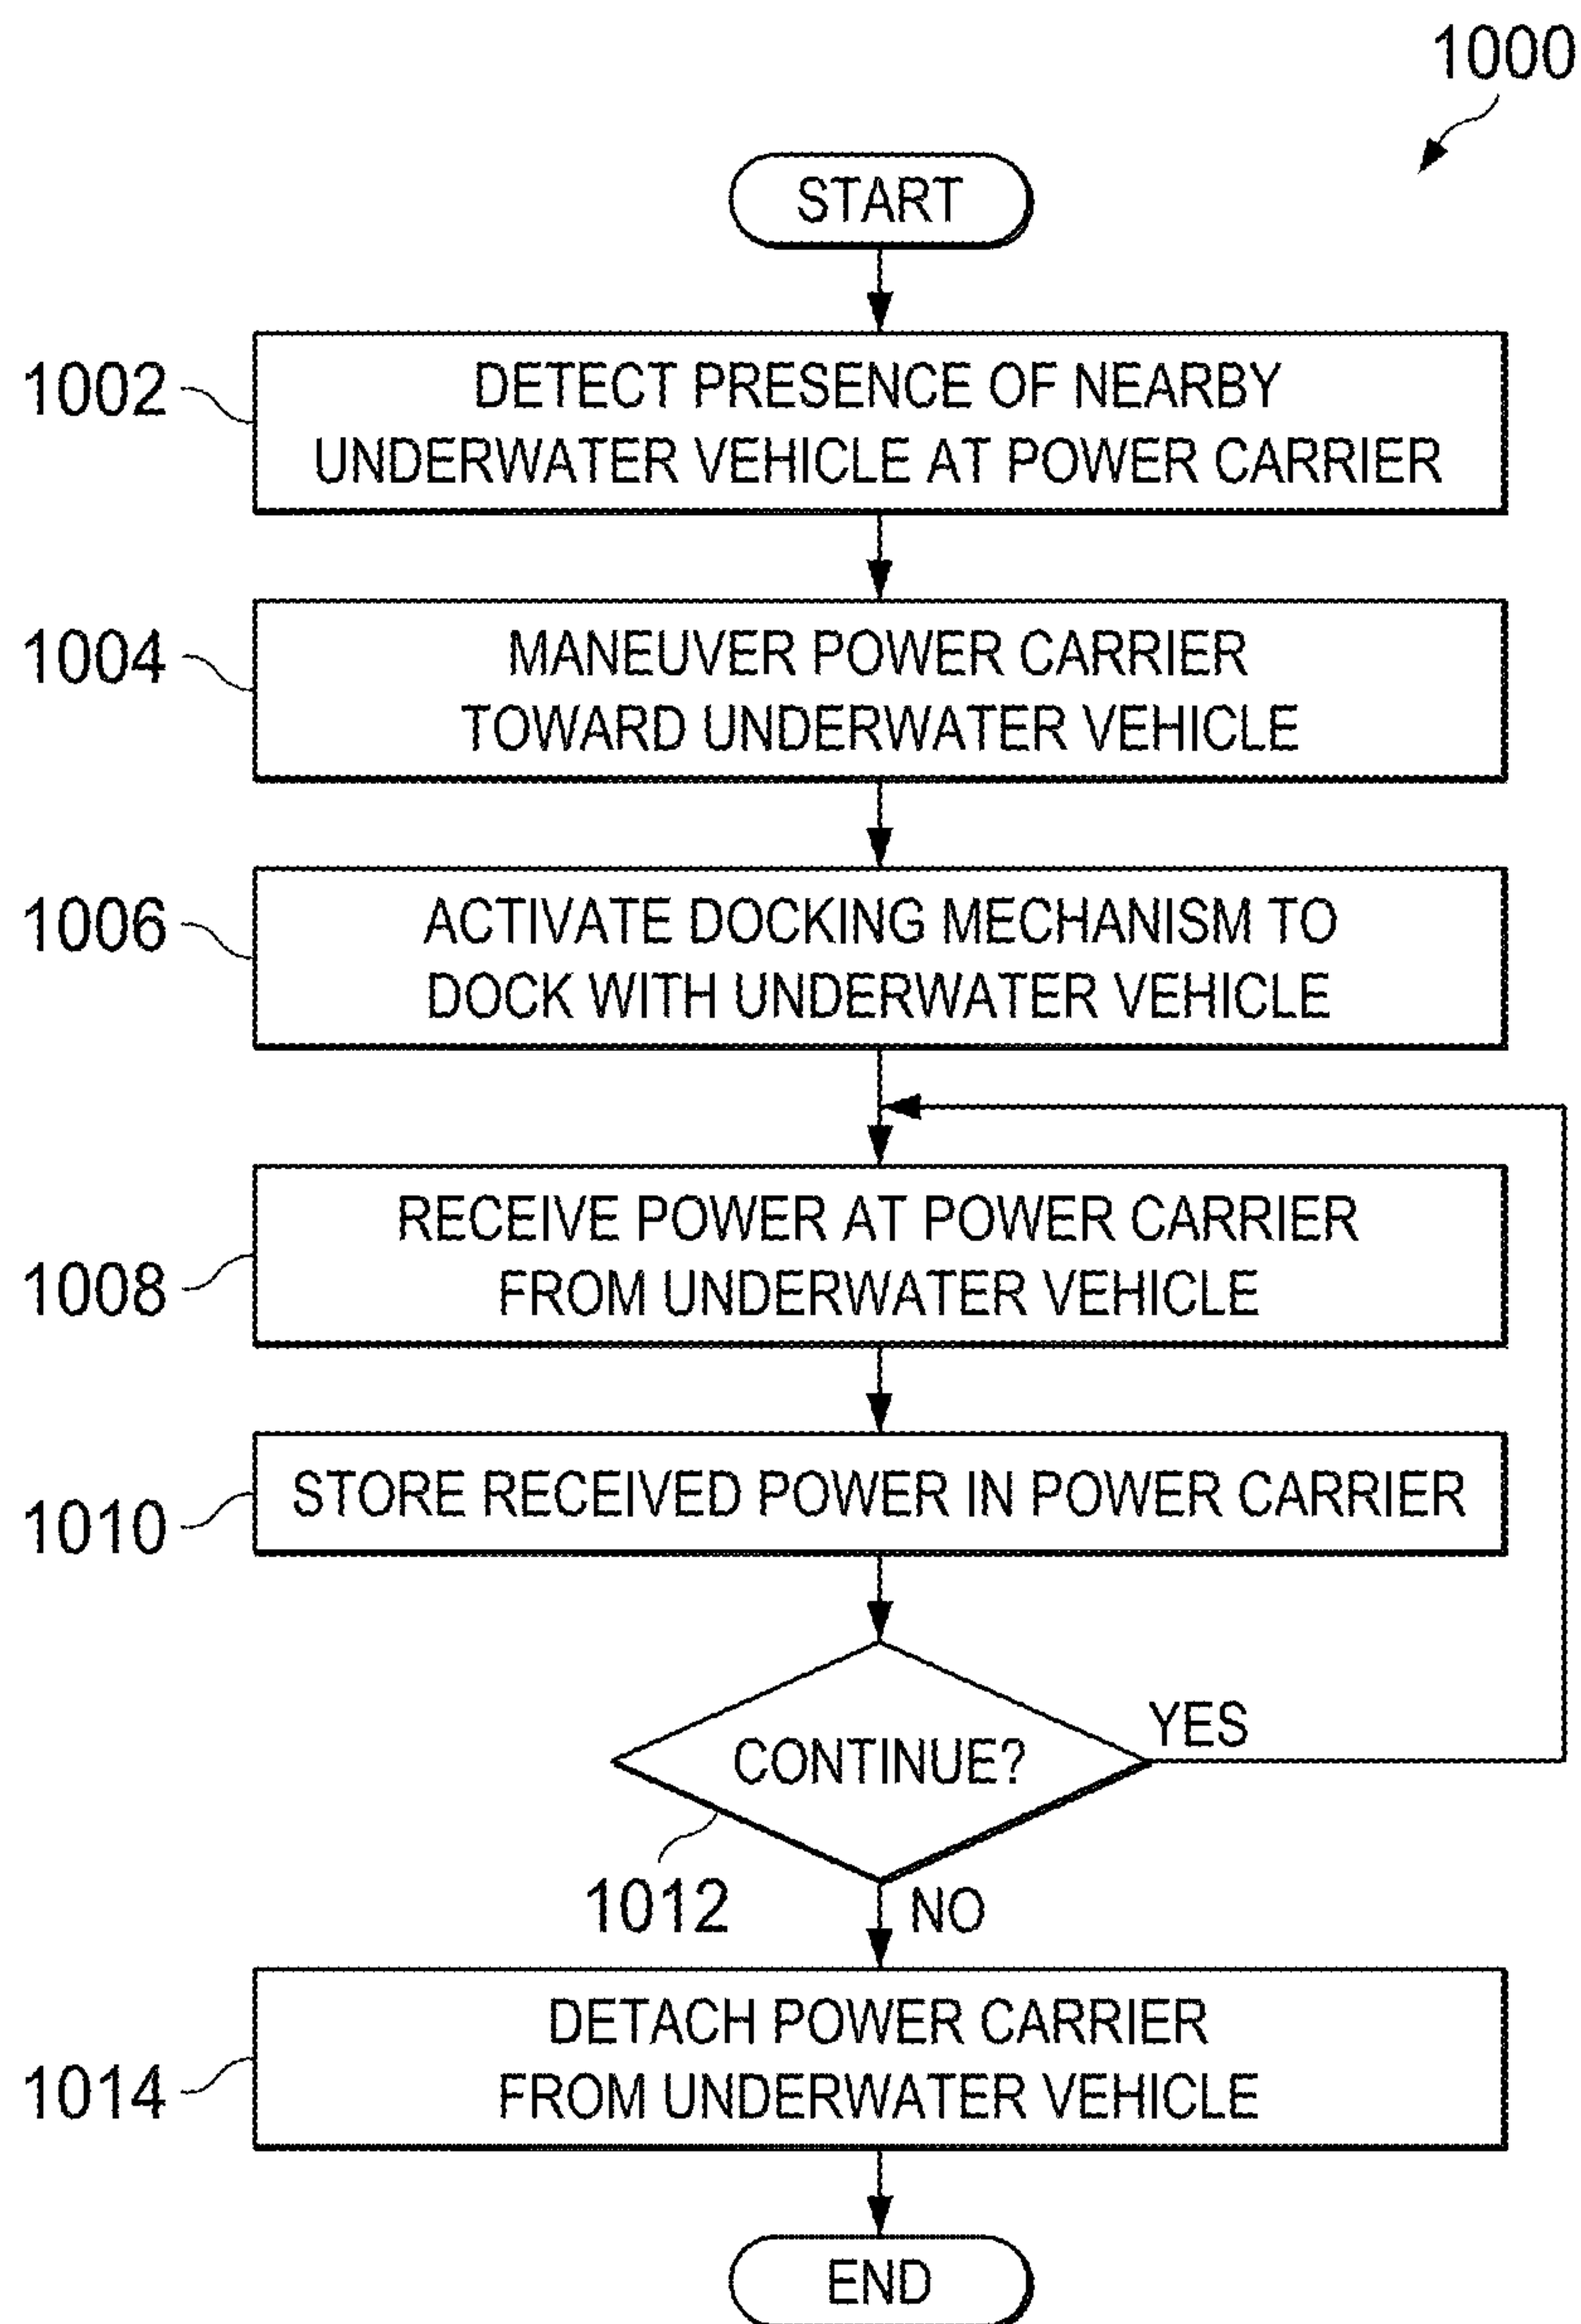 1000
START
1002
DETECT PRESENCE OF NEARBY
UNDERWATER VEHICLE AT POWER CARRIER
1004
MANEUVER POWER CARRIER
TOWARD UNDERWATER VEHICLE
1006
ACTIVATE DOCKING MECHANISM TO
DOCK WITH UNDERWATER VEHICLE
1008
RECEIVE POWER AT POWER CARRIER
FROM UNDERWATER VEHICLE
1010
STORE RECEIVED POWER IN POWER CARRIER
CONTINUE?
YES
1012
NO
1014
DETACH POWER CARRIER
FROM UNDERWATER VEHICLE
END